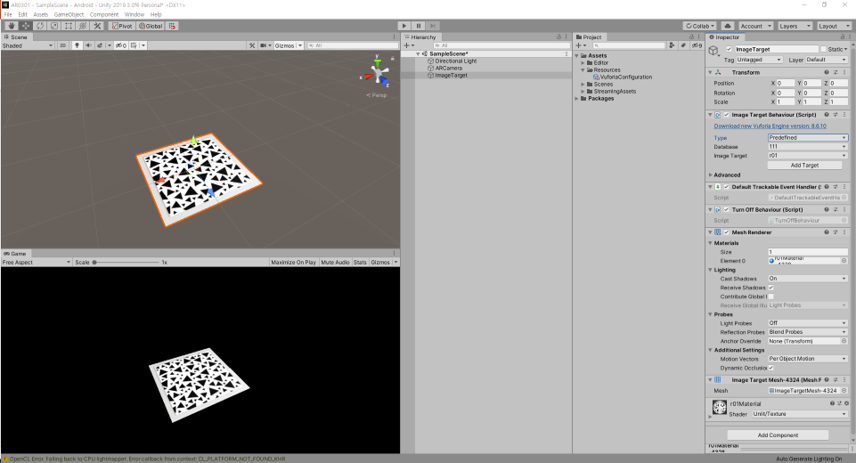 ARD301 - SampleScene - Android - Unity 2019.3.0f6 Personal* <DX11>
File Edit Assets GameObject Component Window Help
Pivot Global Collab Account Layers Layout
Scene
Shaded 2D Gizmos All
y
x
z
Persp
Game
Free Aspect Scale 1x Maximize On Play Mute Audio Stats Gizmos
Hierarchy
All
SampleScene*
Directional Light
ARCamera
ImageTarget
Project
Assets
Editor
Resources
VuforiaConfiguration
Scenes
StreamingAssets
Packages
Inspector
ImageTarget Static
Tag Untagged Layer Default
Transform
Position X 0 Y 0 Z 0
Rotation X 0 Y 0 Z 0
Scale X 1 Y 1 Z 1
Image Target Behaviour (Script)
Download new Vuforia Engine version: 8.6.10
Type Predefined
Database 111
Image Target r01
Add Target
Advanced
Default Trackable Event Handler (
Script DefaultTrackableEventHa
Turn Off Behaviour (Script)
Script TurnOffBehaviour
Mesh Renderer
Materials
Size 1
Element 0 r01Material
Lighting
Cast Shadows On
Receive Shadows
Contribute Global I
Receive Global Illu Light Probes
Probes
Light Probes Off
Reflection Probes Blend Probes
Anchor Override None (Transform)
Additional Settings
Motion Vectors Per Object Motion
Dynamic Occlusio
Image Target Mesh-4324 (Mesh F
Mesh ImageTargetMesh-4324
r01Material
Shader Unlit/Texture
Add Component
r01Material
OpenCL Error. Falling back to CPU lightmapper. Error callback from context: CL_PLATFORM_NOT_FOUND_KHR
Auto Generate Lighting On